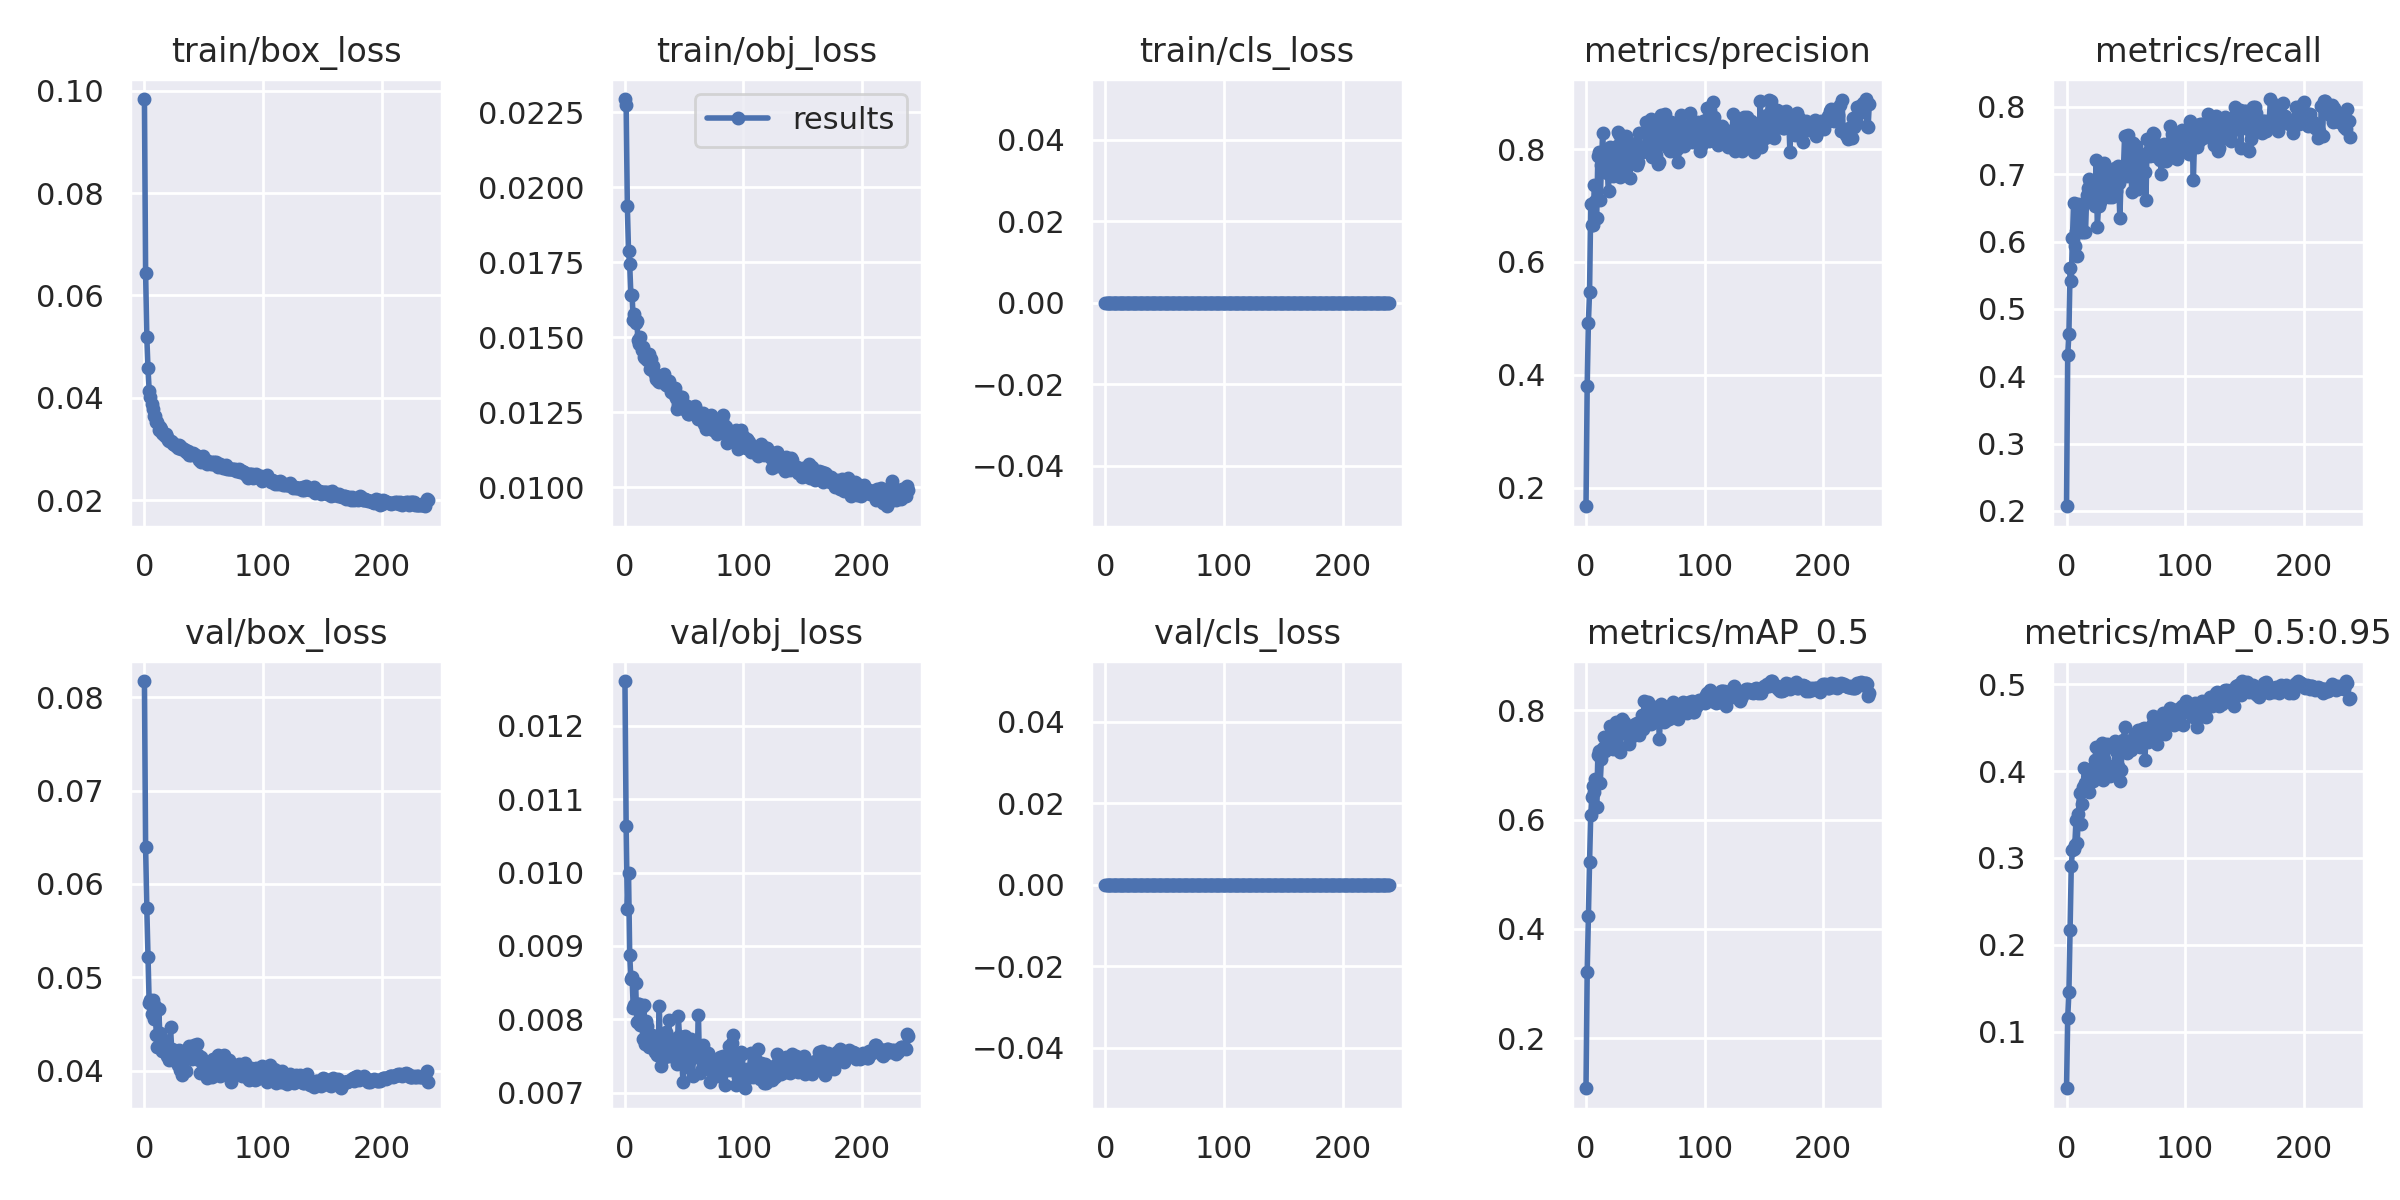 train/box_loss
0.10
0.08
0.06
0.04
0.02
0 100 200
train/obj_loss
results
0.0225
0.0200
0.0175
0.0150
0.0125
0.0100
0 100 200
train/cls_loss
0.04
0.02
0.00
−0.02
−0.04
0 100 200
metrics/precision
0.8
0.6
0.4
0.2
0 100 200
metrics/recall
0.8
0.7
0.6
0.5
0.4
0.3
0.2
0 100 200
val/box_loss
0.08
0.07
0.06
0.05
0.04
0 100 200
val/obj_loss
0.012
0.011
0.010
0.009
0.008
0.007
0 100 200
val/cls_loss
0.04
0.02
0.00
−0.02
−0.04
0 100 200
metrics/mAP_0.5
0.8
0.6
0.4
0.2
0 100 200
metrics/mAP_0.5:0.95
0.5
0.4
0.3
0.2
0.1
0 100 200